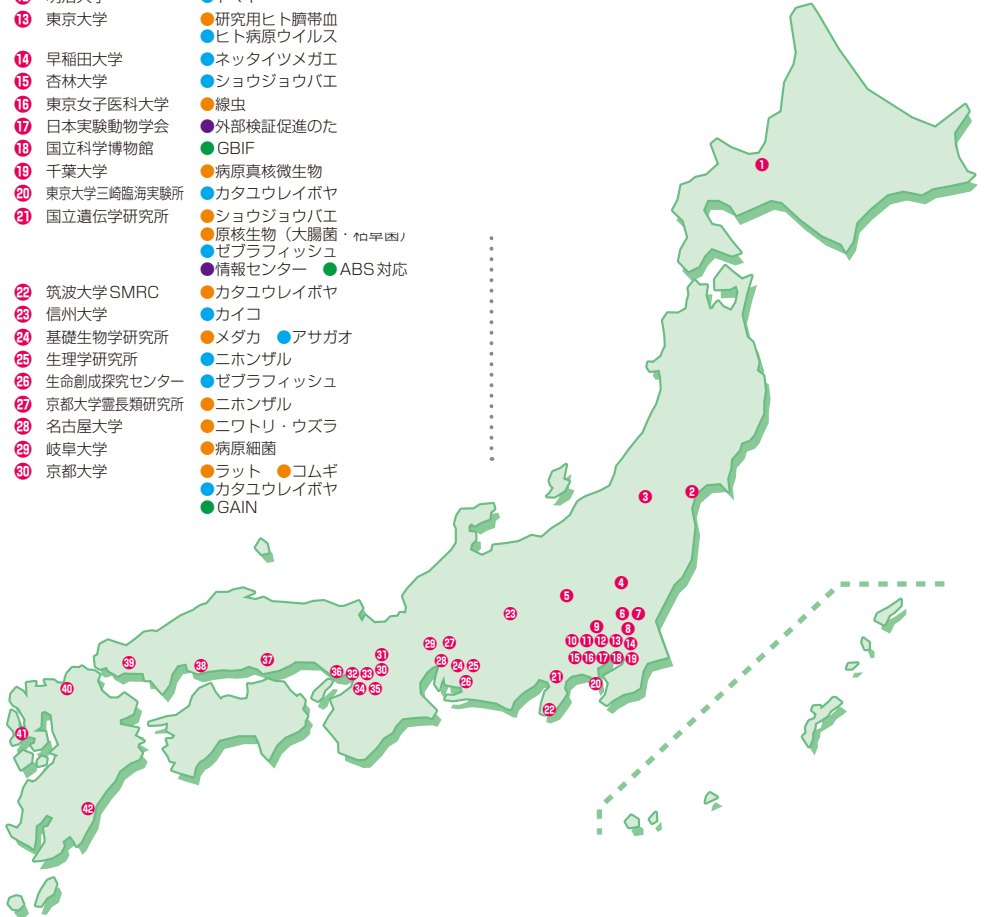 ⑬ 東京大学 ●研究用ヒト臍帯血
●ヒト病原ウイルス
⑭ 早稲田大学 ●ネッタイツメガエ
⑮ 杏林大学 ●ショウジョウバエ
⑯ 東京女子医科大学 ●線虫
⑰ 日本実験動物学会 ●外部検証促進のた
⑱ 国立科学博物館 ●GBIF
⑲ 千葉大学 ●病原真核微生物
⑳ 東京大学三崎臨海実験所 ●カタユウレイボヤ
㉑ 国立遺伝学研究所 ●ショウジョウバエ
●原核生物（大腸菌・枯草菌）
●ゼブラフィッシュ
●情報センター ●ABS対応
㉒ 筑波大学SMRC ●カタユウレイボヤ
㉓ 信州大学 ●カイコ
㉔ 基礎生物学研究所 ●メダカ ●アサガオ
㉕ 生理学研究所 ●ニホンザル
㉖ 生命創成探究センター ●ゼブラフィッシュ
㉗ 京都大学霊長類研究所 ●ニホンザル
㉘ 名古屋大学 ●ニワトリ・ウズラ
㉙ 岐阜大学 ●病原細菌
㉚ 京都大学 ●ラット ●コムギ
●カタユウレイボヤ
●GAIN
①
③ ②
④
⑤
㉓ ⑥ ⑦
⑨ ⑧
㉙ ㉗ ⑩ ⑪ ⑫ ⑬ ⑭
㊴ ㊳ ㊲ ㉛ ㉘ ㉔ ㉕ ⑮ ⑯ ⑰ ⑱ ⑲
㊱ ㉜ ㉝ ㉚ ㉖ ㉑ ⑳
㊵ ㉞ ㉟ ㉒
㊶
㊷